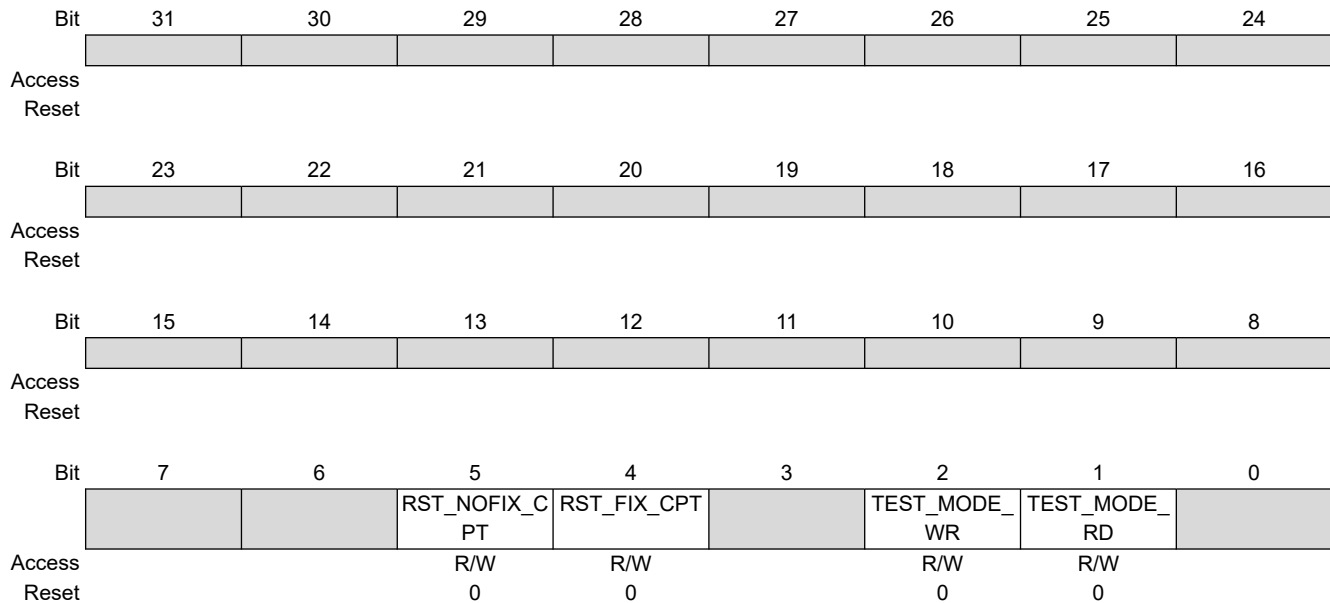 Bit 31 30 29 28 27 26 25 24
Access
Reset
Bit 23 22 21 20 19 18 17 16
Access
Reset
Bit 15 14 13 12 11 10 9 8
Access
Reset
Bit 7 6 5 4 3 2 1 0
RST_NOFIX_C RST_FIX_CPT TEST_MODE_ TEST_MODE_
PT WR RD
Access R/W R/W R/W R/W
Reset 0 0 0 0